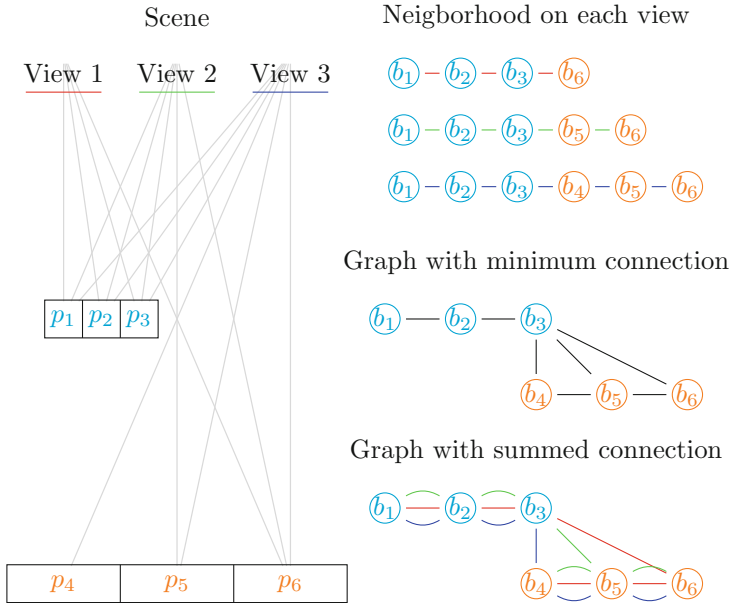 Scene
View 1 View 2 View 3
p₁ p₂ p₃
p₄ p₅ p₆
Neigborhood on each view
b₁ b₂ b₃ b₆
b₁ b₂ b₃ b₅ b₆
b₁ b₂ b₃ b₄ b₅ b₆
Graph with minimum connection
b₁ b₂ b₃
b₄ b₅ b₆
Graph with summed connection
b₁ b₂ b₃
b₄ b₅ b₆